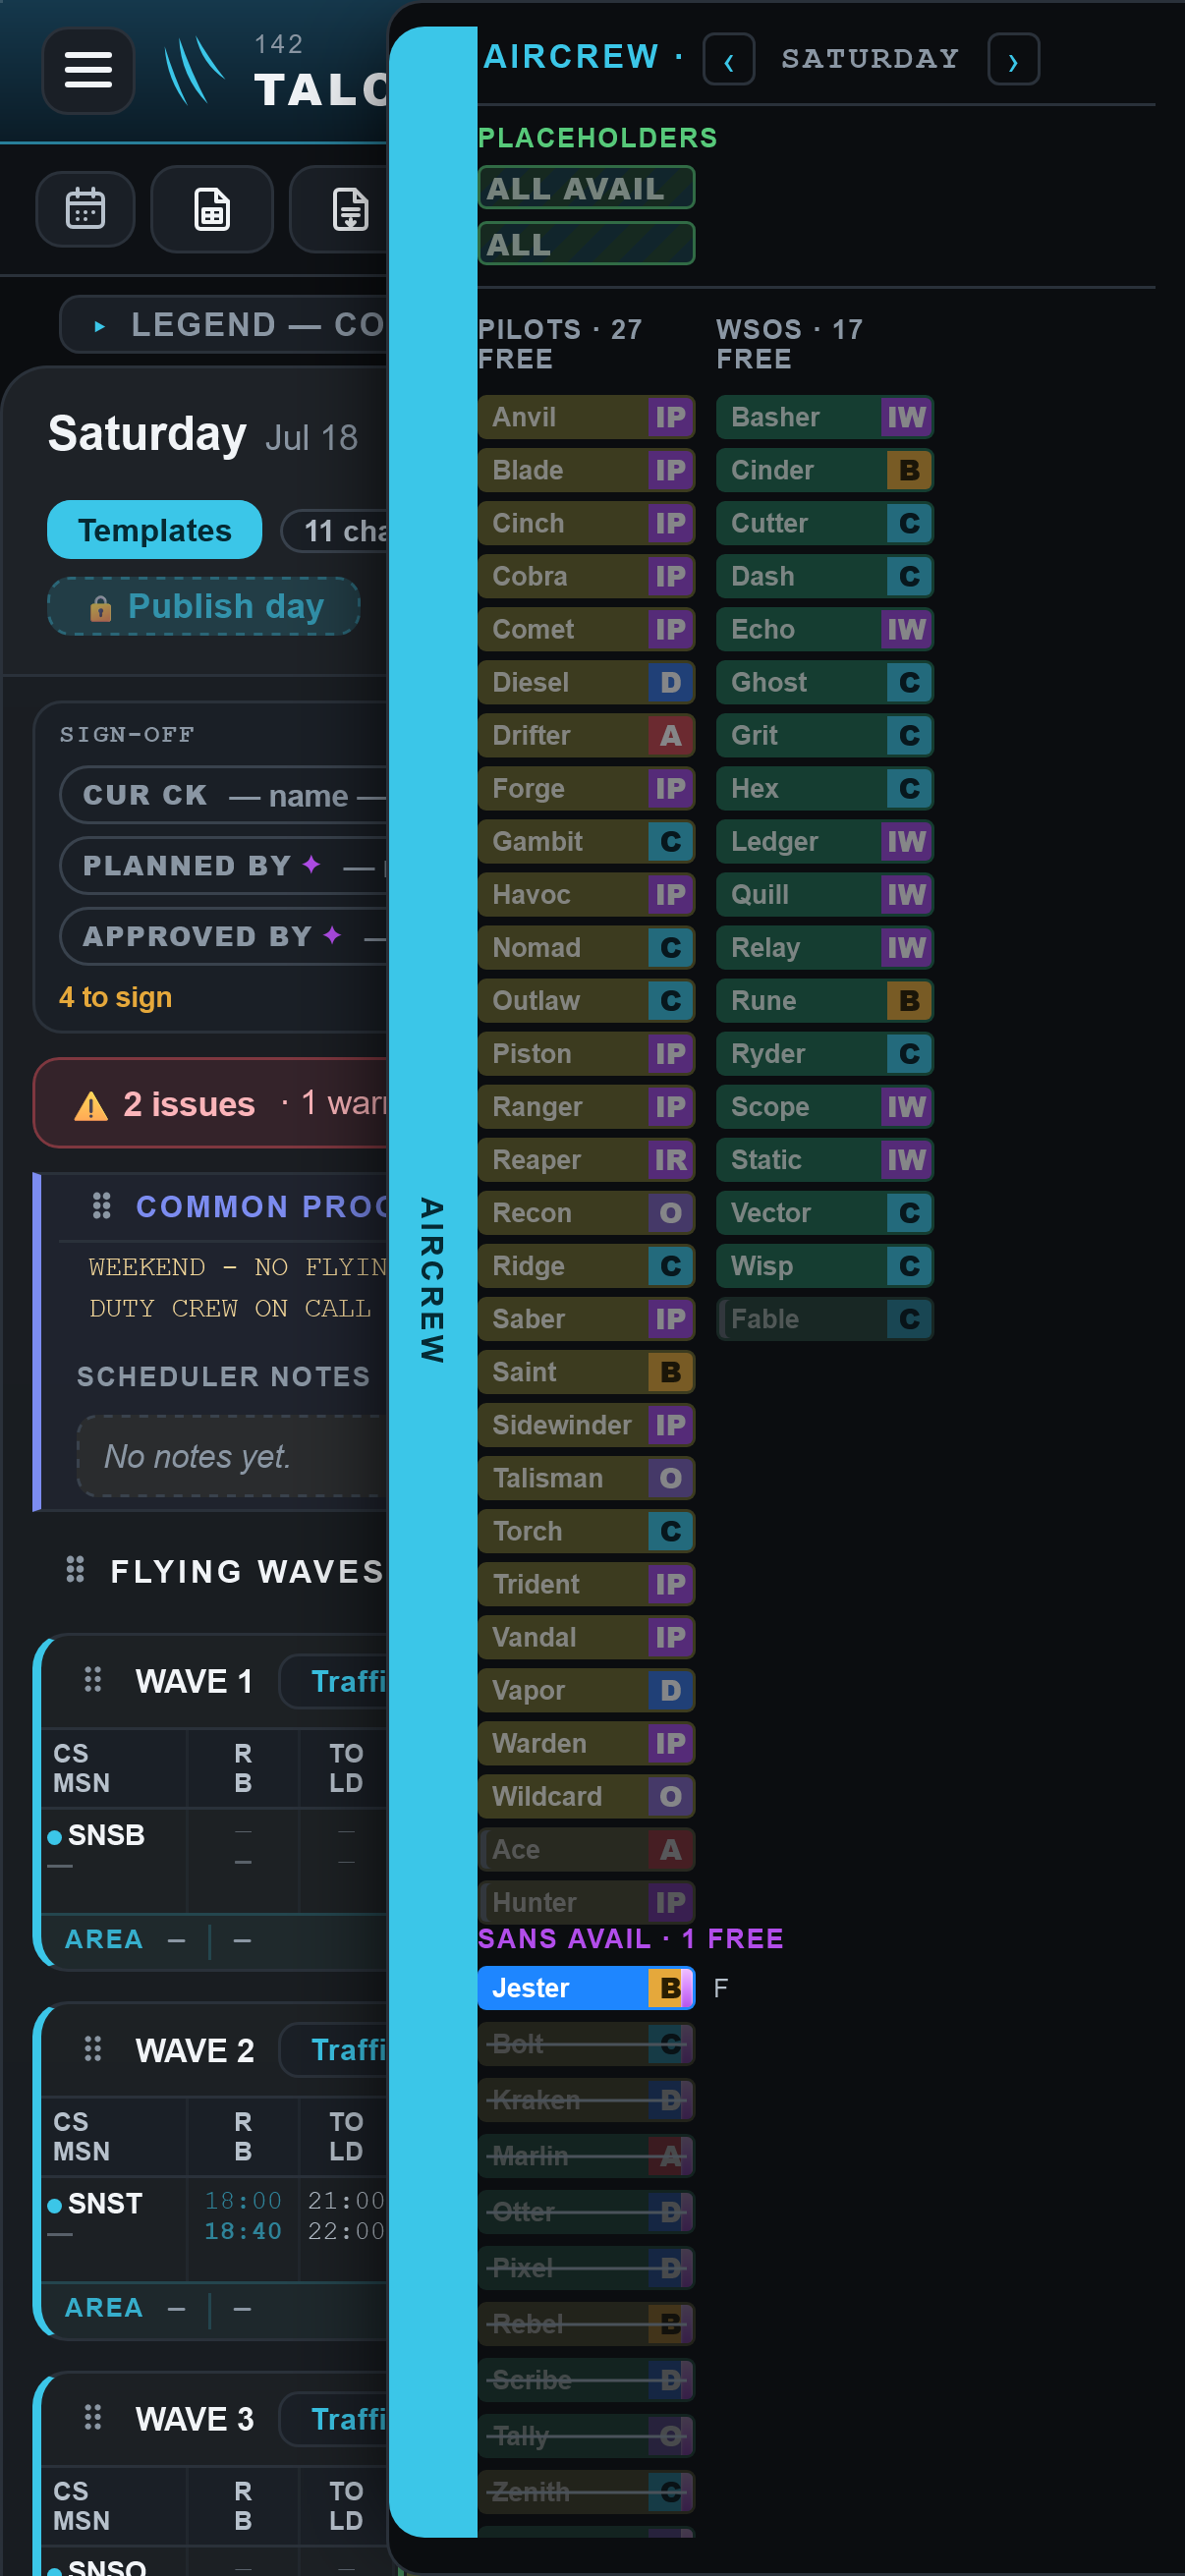 142
TALO
AIRCREW ·
‹
SATURDAY
›
PLACEHOLDERS
ALL AVAIL
ALL
LEGEND — CO
PILOTS · 27 FREE
WSOS · 17 FREE
Saturday Jul 18
Templates
11 cha
Publish day
SIGN-OFF
CUR CK — name —
PLANNED BY ✦ —
APPROVED BY ✦ —
4 to sign
2 issues · 1 warn
COMMON PROC
WEEKEND – NO FLYIN
DUTY CREW ON CALL
SCHEDULER NOTES
No notes yet.
FLYING WAVES
WAVE 1 Traffi
CS R TO
MSN B LD
SNSB — —
— — —
AREA — —
WAVE 2 Traffi
CS R TO
MSN B LD
SNST 18:00 21:00
— 18:40 22:00
AREA — —
WAVE 3 Traffi
CS R TO
MSN B LD
SNSO — —
AIRCREW
Anvil IP
Blade IP
Cinch IP
Cobra IP
Comet IP
Diesel D
Drifter A
Forge IP
Gambit C
Havoc IP
Nomad C
Outlaw C
Piston IP
Ranger IP
Reaper IR
Recon O
Ridge C
Saber IP
Saint B
Sidewinder IP
Talisman O
Torch C
Trident IP
Vandal IP
Vapor D
Warden IP
Wildcard O
Ace A
Hunter IP
Basher IW
Cinder B
Cutter C
Dash C
Echo IW
Ghost C
Grit C
Hex C
Ledger IW
Quill IW
Relay IW
Rune B
Ryder C
Scope IW
Static IW
Vector C
Wisp C
Fable C
SANS AVAIL · 1 FREE
Jester B F
Bolt C
Kraken D
Marlin A
Otter D
Pixel D
Rebel B
Scribe D
Tally O
Zenith C